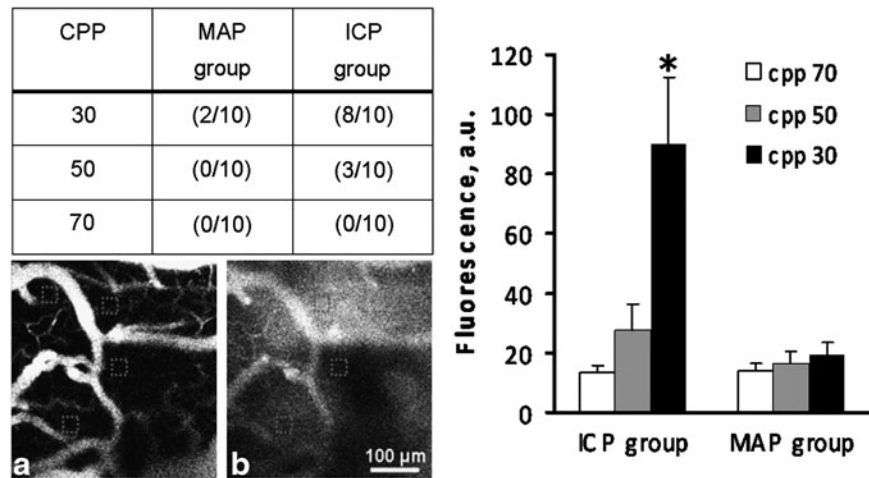 CPP MAP group ICP group
30 (2/10) (8/10)
50 (0/10) (3/10)
70 (0/10) (0/10)
a b 100 µm
Fluorescence, a.u.
120
100
80
60
40
20
0
*
cpp 70
cpp 50
cpp 30
ICP group MAP group